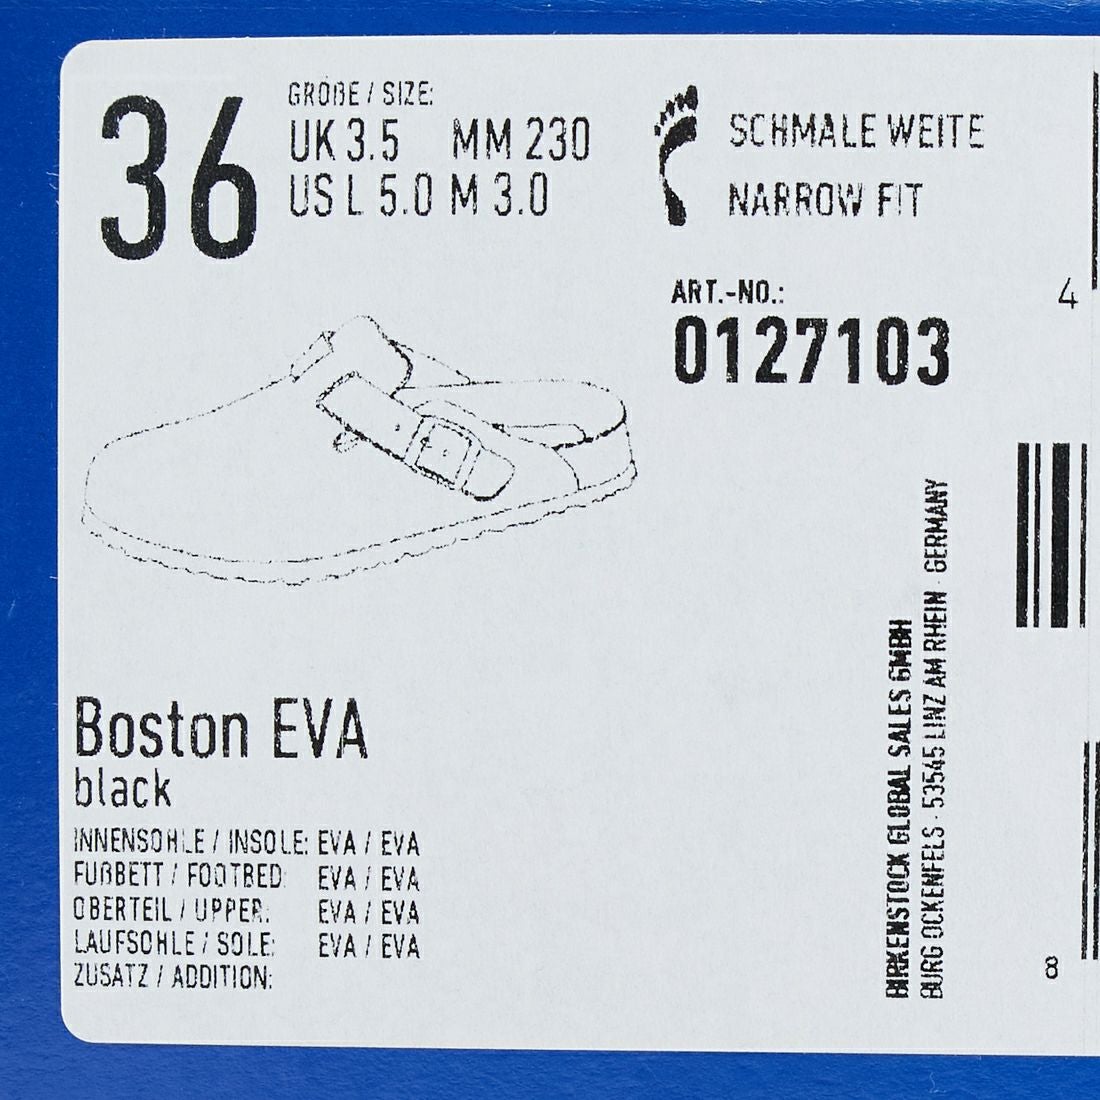 36
GRÖßE / SIZE:
UK 3.5 MM 230
US L 5.0 M 3.0
SCHMALE WEITE
NARROW FIT
ART.-NO.:
0127103
4
Boston EVA
black
INNENSOHLE / INSOLE: EVA / EVA
FUßBETT / FOOTBED: EVA / EVA
OBERTEIL / UPPER: EVA / EVA
LAUFSOHLE / SOLE: EVA / EVA
ZUSATZ / ADDITION:
BIRKENSTOCK GLOBAL SALES GMBH
BURG OCKENFELS · 53545 LINZ AM RHEIN · GERMANY
8